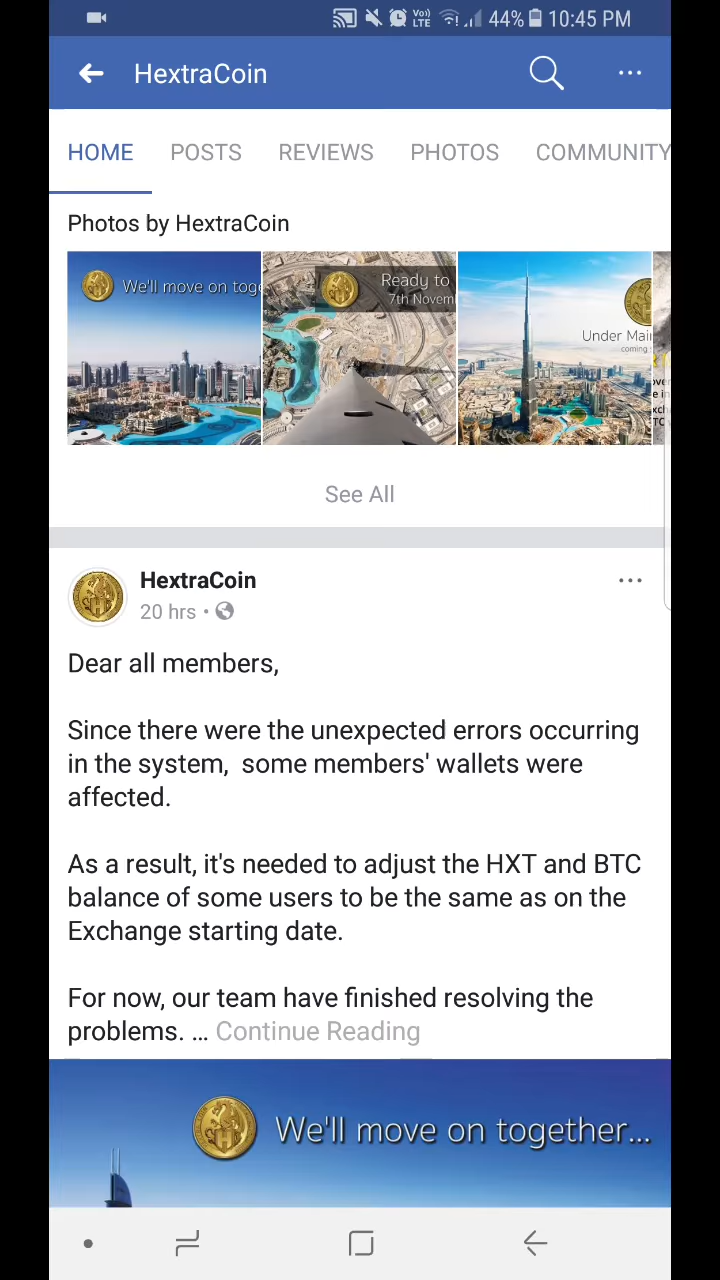 Vo))
LTE
44%
10:45 PM
HextraCoin
HOME POSTS REVIEWS PHOTOS COMMUNITY
Photos by HextraCoin
We'll move on
Ready to
7th
Under
coming
See All
HextraCoin
20 hrs
Dear all members,
Since there were the unexpected errors occurring
in the system, some members' wallets were
affected.
As a result, it's needed to adjust the HXT and BTC
balance of some users to be the same as on the
Exchange starting date.
For now, our team have finished resolving the
problems. ... Continue Reading
We'll move on together...